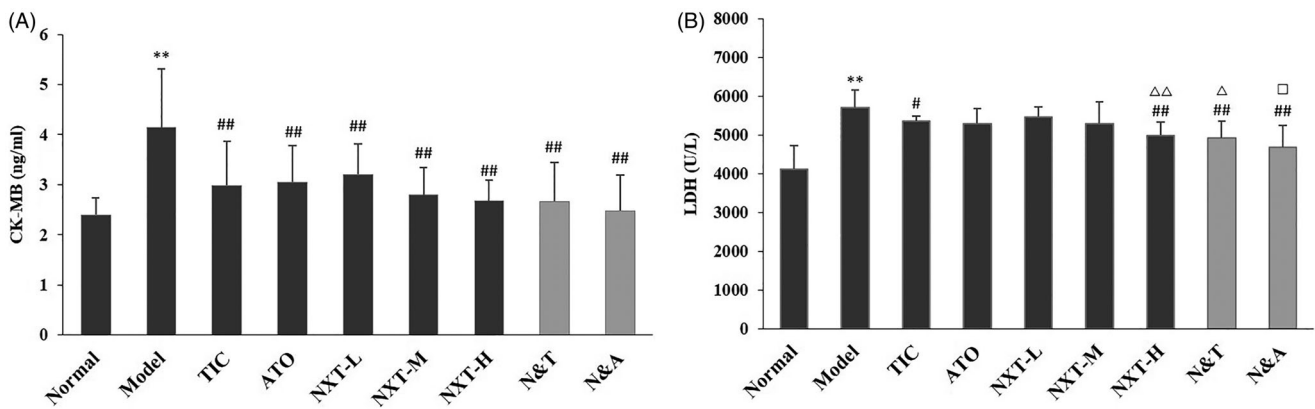 (A)
CK-MB (ng/ml)
6
5
4
3
2
1
0
**
##
##
##
##
##
##
##
Normal
Model
TIC
ATO
NXT-L
NXT-M
NXT-H
N&T
N&A
(B)
LDH (U/L)
8000
7000
6000
5000
4000
3000
2000
1000
0
**
#
△△
##
△
##
□
##
Normal
Model
TIC
ATO
NXT-L
NXT-M
NXT-H
N&T
N&A